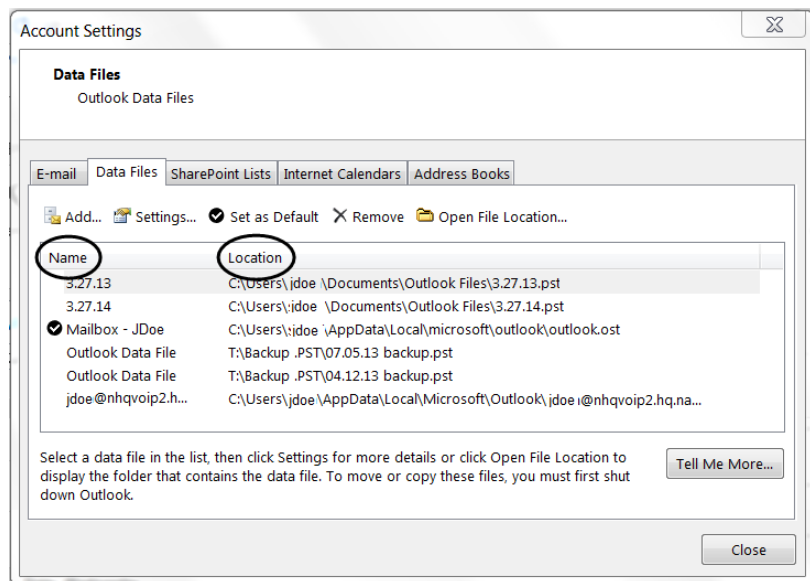 Account Settings
Data Files
Outlook Data Files
E-mail Data Files SharePoint Lists Internet Calendars Address Books
Add... Settings... Set as Default Remove Open File Location...
Name Location
3.27.13 C:\Users\jdoe \Documents\Outlook Files\3.27.13.pst
3.27.14 C:\Users\:jdoe \Documents\Outlook Files\3.27.14.pst
Mailbox - JDoe C:\Users\:jdoe \AppData\Local\microsoft\outlook\outlook.ost
Outlook Data File T:\Backup .PST\07.05.13 backup.pst
Outlook Data File T:\Backup .PST\04.12.13 backup.pst
jdoe@nhqvoip2.h... C:\Users\jdoe\AppData\Local\Microsoft\Outlook\jdoe@nhqvoip2.hq.na...
Select a data file in the list, then click Settings for more details or click Open File Location to
display the folder that contains the data file. To move or copy these files, you must first shut
down Outlook.
Tell Me More...
Close